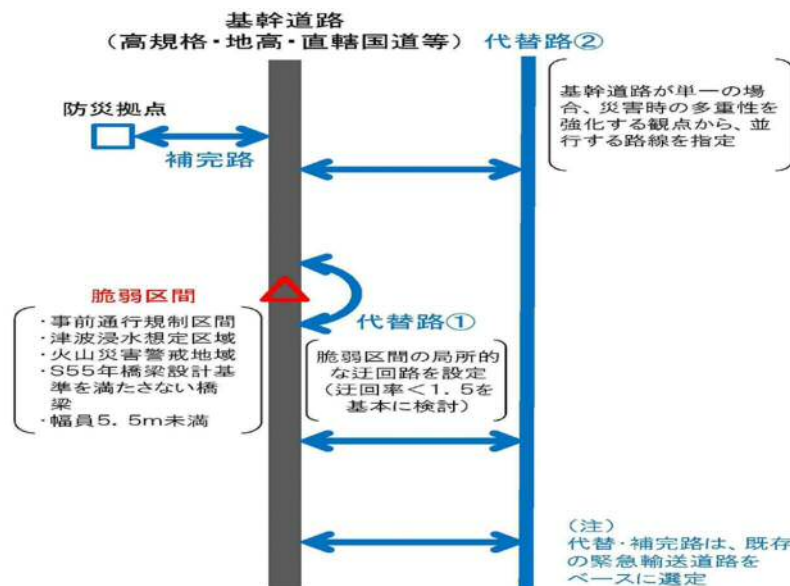 基幹道路
(高規格・地高・直轄国道等)
代替路②
基幹道路が単一の場
合、災害時の多重性を
強化する観点から、並
行する路線を指定
防災拠点
補完路
脆弱区間
・事前通行規制区間
・津波浸水想定区域
・火山災害警戒地域
・S55年橋梁設計基
準を満たさない橋
梁
・幅員5.5m未満
代替路①
脆弱区間の局所的
な迂回路を設定
(迂回率<1.5を
基本に検討)
(注)
代替・補完路は、既存
の緊急輸送道路を
ベースに選定